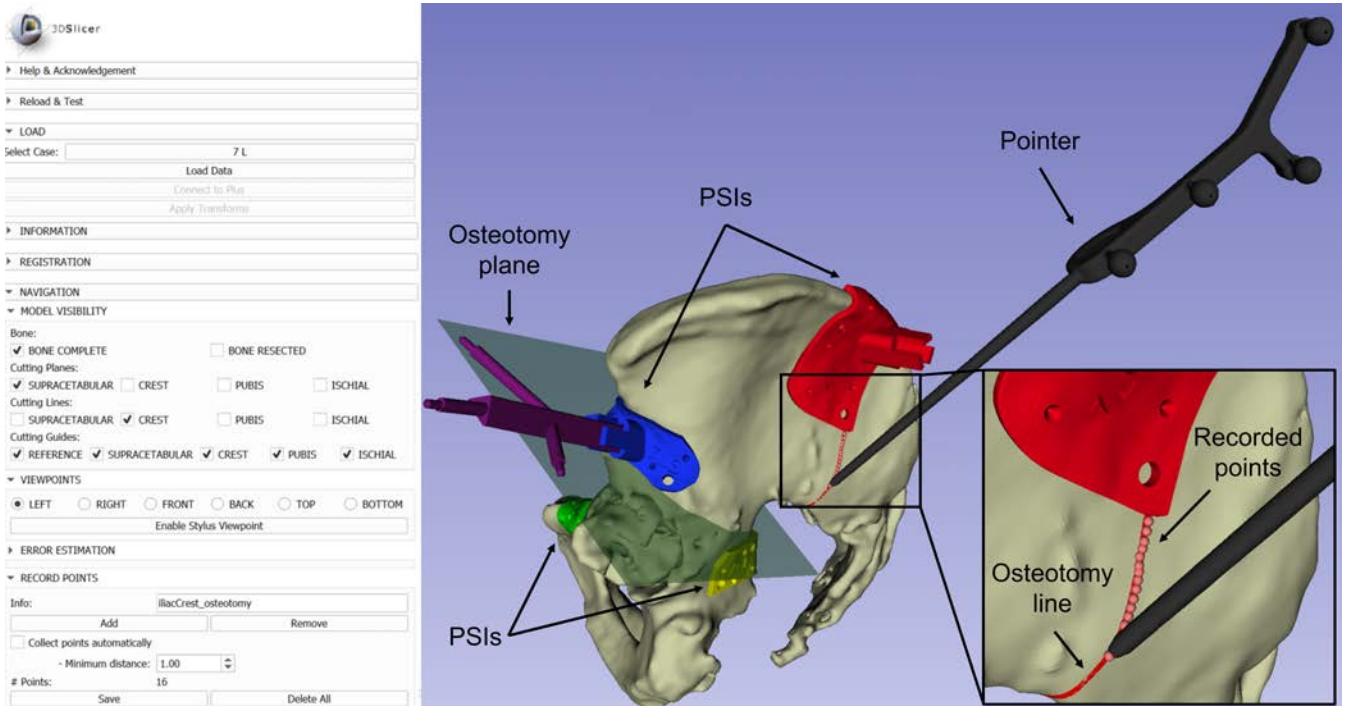 3DSlicer
Help & Acknowledgement
Reload & Test
LOAD
Select Case: 7 L
Load Data
Connect to Plus
Apply Transforms
INFORMATION
REGISTRATION
NAVIGATION
MODEL VISIBILITY
Bone:
BONE COMPLETE BONE RESECTED
Cutting Planes:
SUPRACETABULAR CREST PUBIS ISCHIAL
Cutting Lines:
SUPRACETABULAR CREST PUBIS ISCHIAL
Cutting Guides:
REFERENCE SUPRACETABULAR CREST PUBIS ISCHIAL
VIEWPOINTS
LEFT RIGHT FRONT BACK TOP BOTTOM
Enable Stylus Viewpoint
ERROR ESTIMATION
RECORD POINTS
Info: iliacCrest_osteotomy
Add Remove
Collect points automatically
- Minimum distance: 1.00
# Points: 16
Save Delete All
Pointer
PSIs
Osteotomy
plane
PSIs
Recorded
points
Osteotomy
line